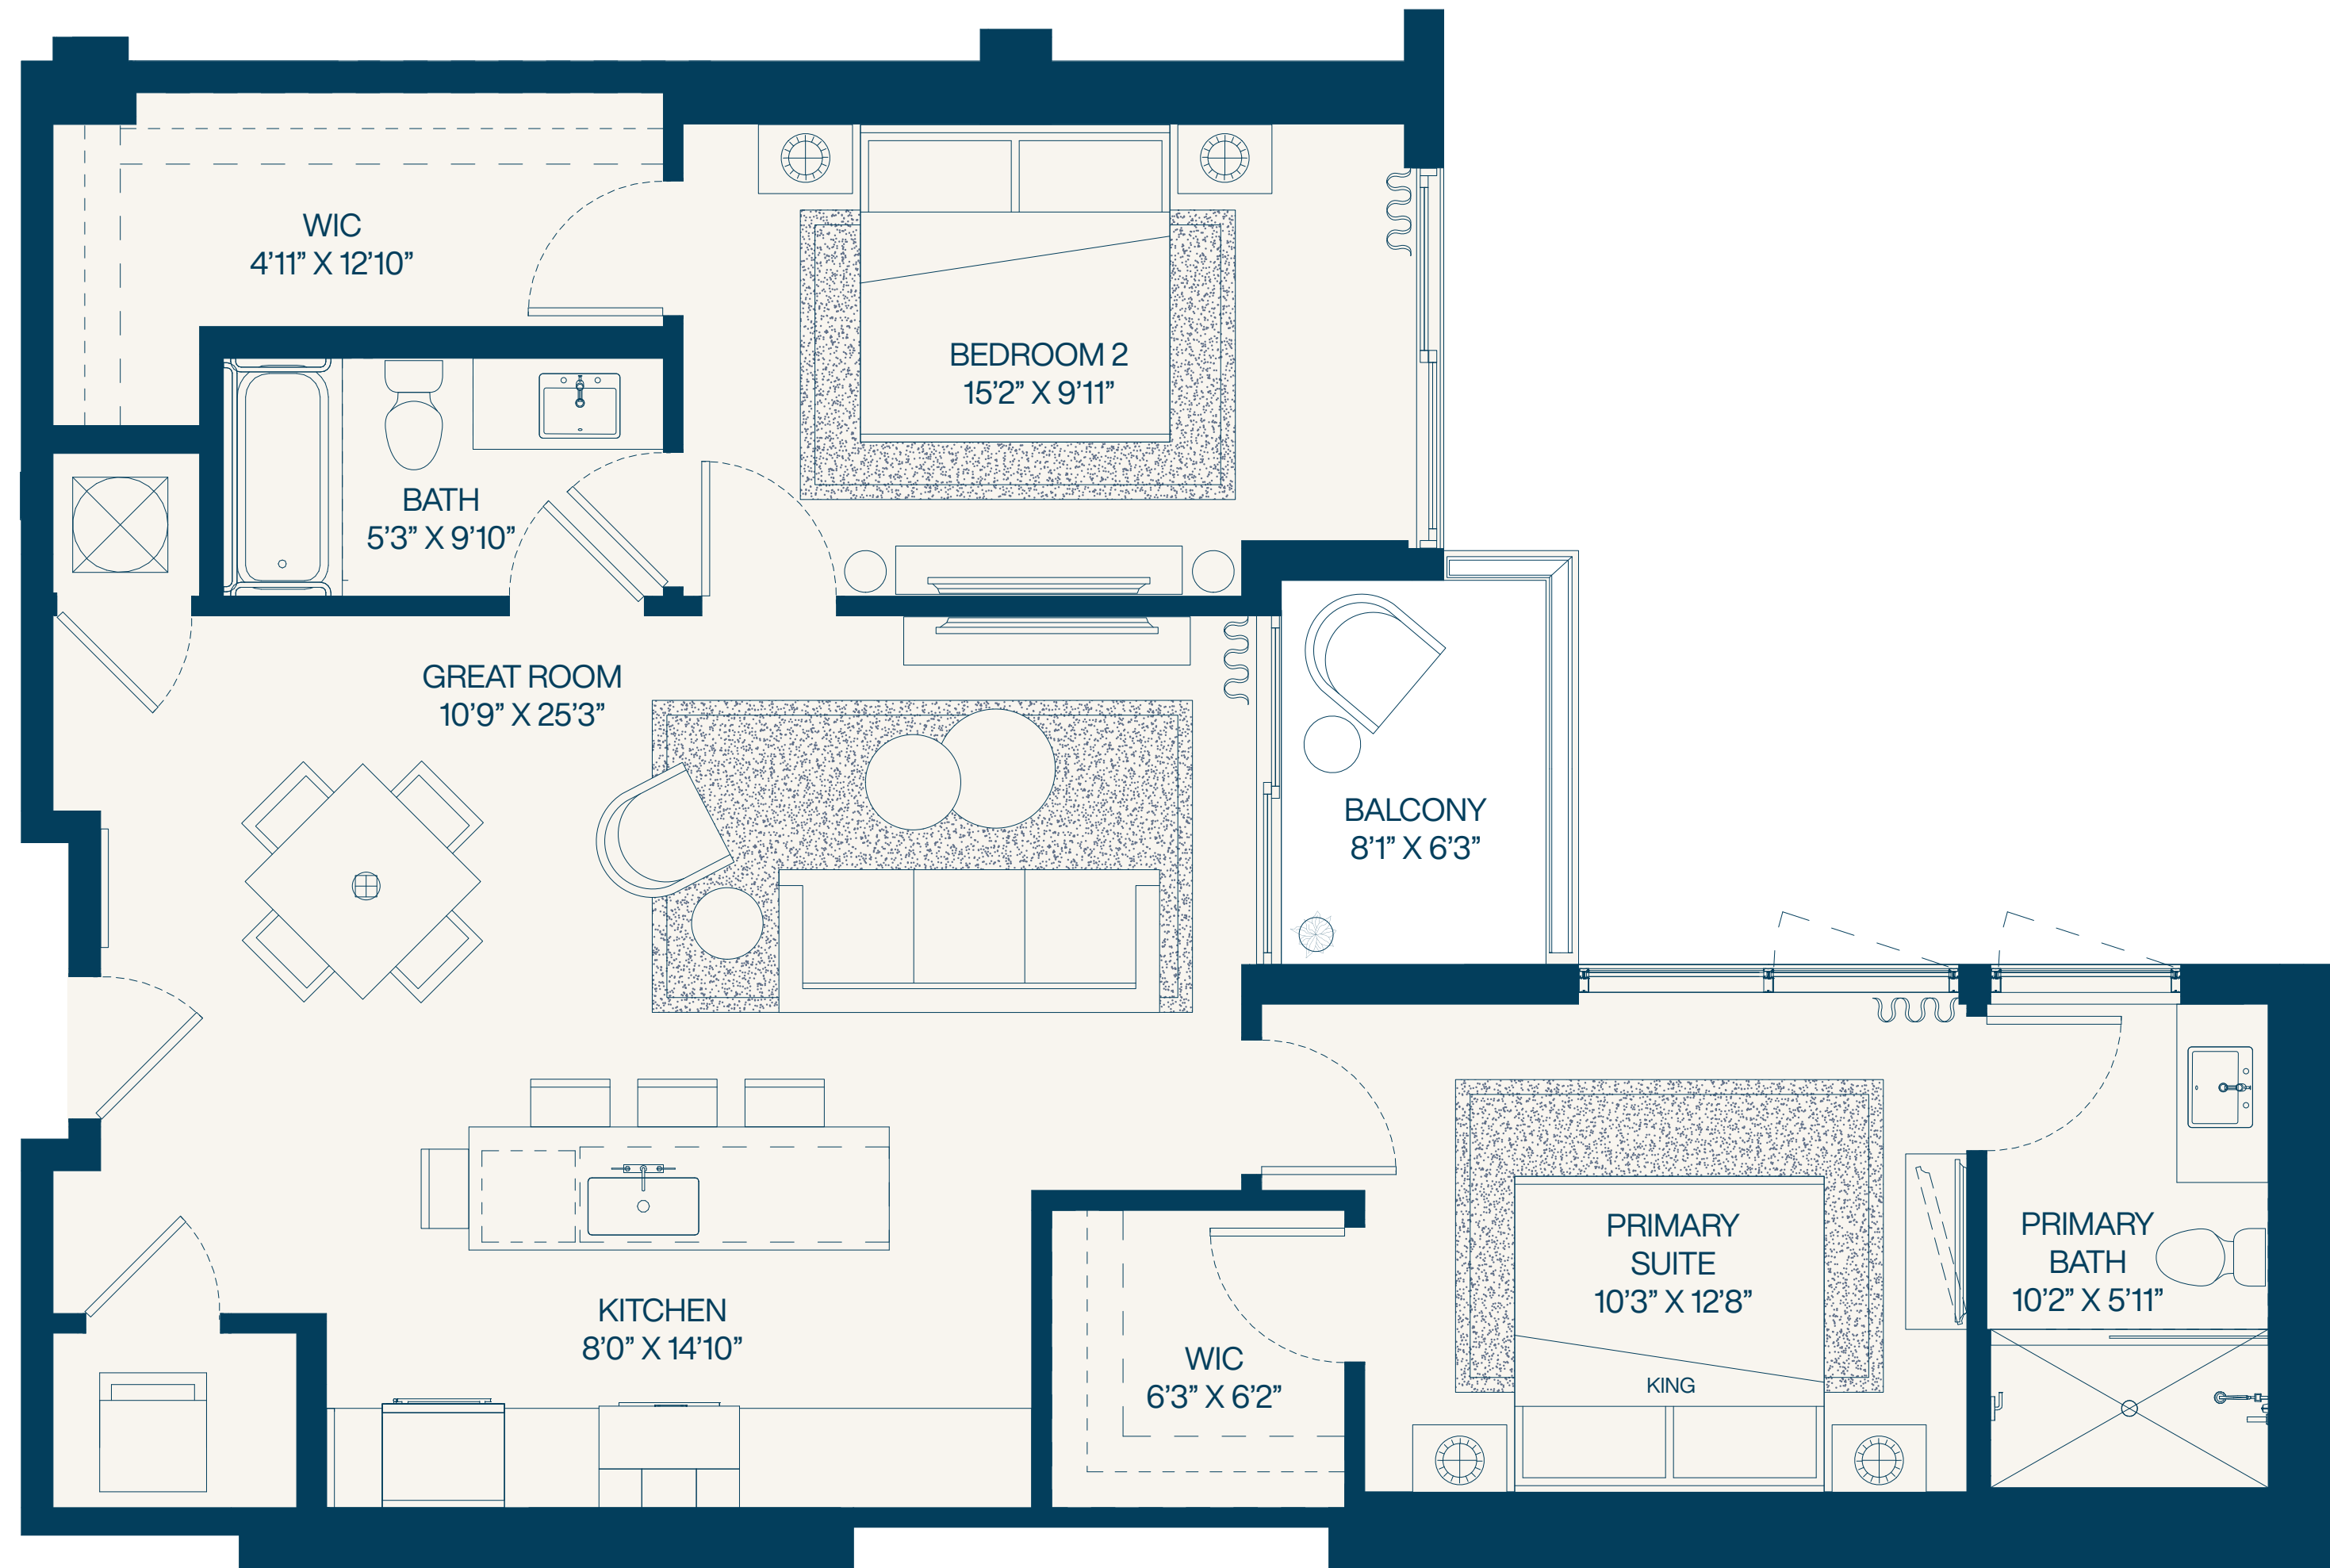 WIC
4’11” X 12’10”
BEDROOM 2
15’2” X 9’11”
BATH
5’3” X 9’10”
GREAT ROOM
10’9” X 25’3”
BALCONY
8’1” X 6’3”
PRIMARY
SUITE
10’3” X 12’8”
KING
PRIMARY
BATH
10’2” X 5’11”
KITCHEN
8’0” X 14’10”
WIC
6’3” X 6’2”